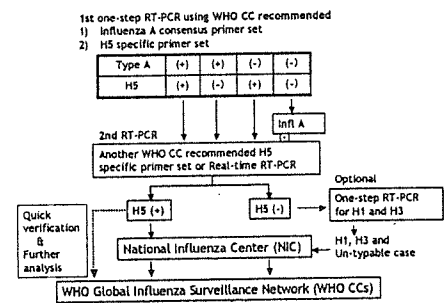 1st one-step RT-PCR using WHO CC recommended
1) Influenza A consensus primer set
2) H5 specific primer set
Type A (+) (+) (-) (-)
H5 (+) (-) (+) (-)
Infl A
(-)
2nd RT-PCR
Another WHO CC recommended H5
specific primer set or Real-time RT-PCR
Optional
One-step RT-PCR
for H1 and H3
Quick
verification
&
Further
analysis
H5 (+)
H5 (-)
H1, H3 and
Un-typable case
National Influenza Center (NIC)
WHO Global Influenza Surveillance Network (WHO CCs)